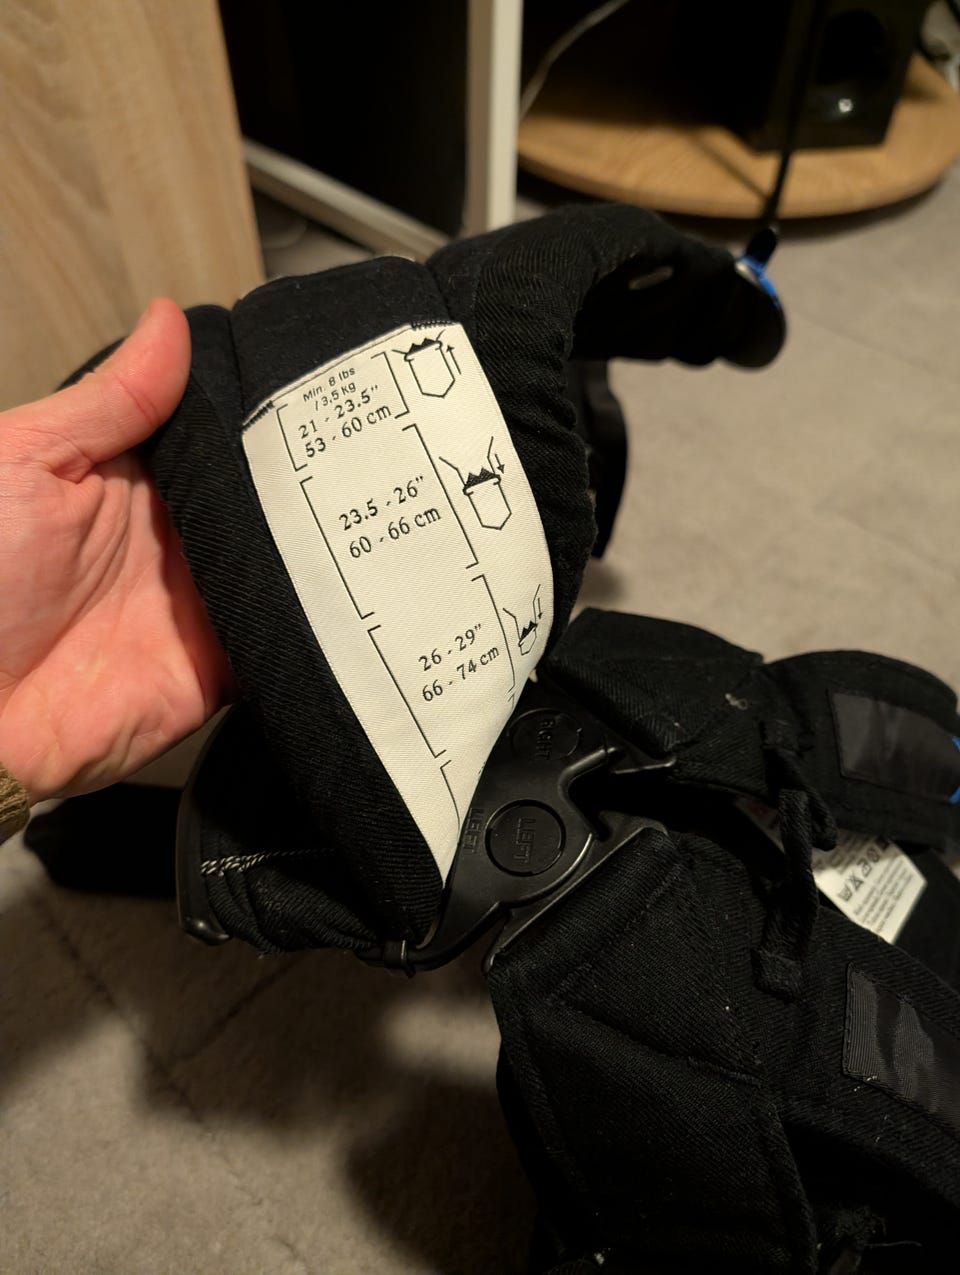 Min. 8 lbs
/ 3.5 kg
21 - 23.5"
53 - 60 cm
23.5 - 26"
60 - 66 cm
26 - 29"
66 - 74 cm
RIGHT
LEFT
LEFT